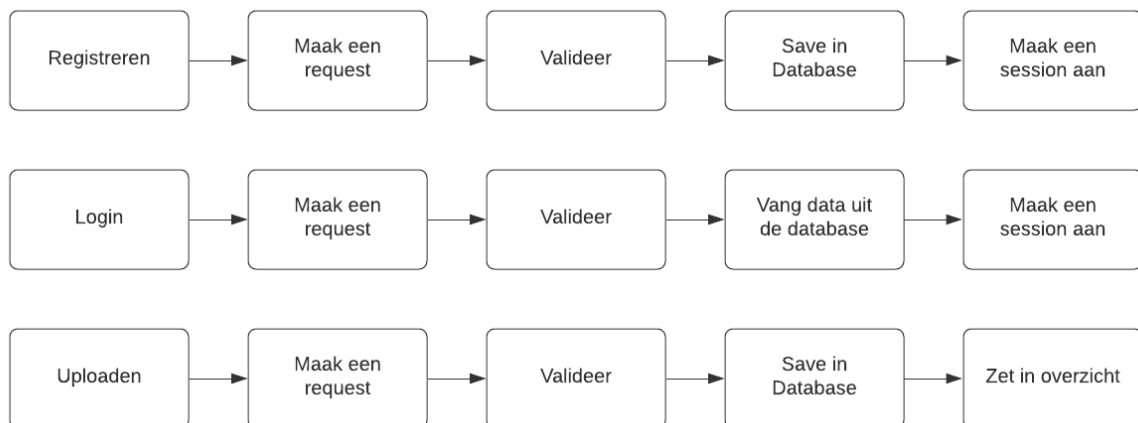 Registreren
Maak een
request
Valideer
Save in
Database
Maak een
session aan
Login
Maak een
request
Valideer
Vang data uit
de database
Maak een
session aan
Uploaden
Maak een
request
Valideer
Save in
Database
Zet in overzicht